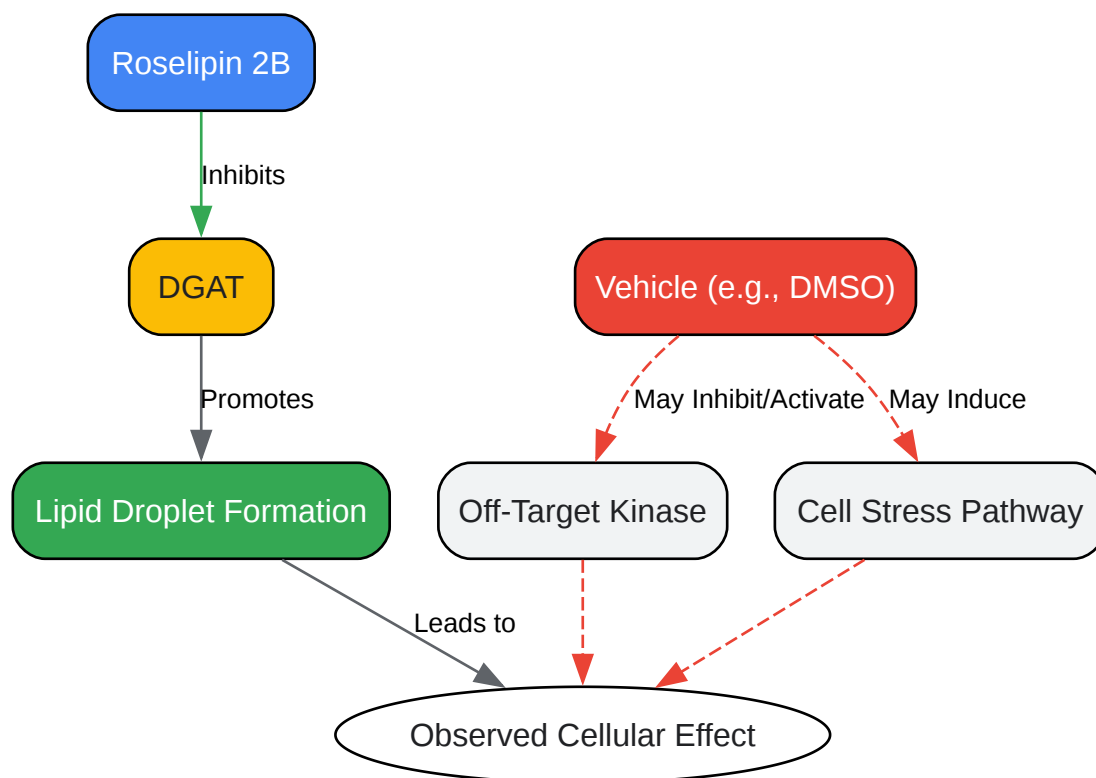 Roselipin 2B
Inhibits
DGAT
Vehicle (e.g., DMSO)
Promotes
May Inhibit/Activate
May Induce
Lipid Droplet Formation
Off-Target Kinase
Cell Stress Pathway
Leads to
Observed Cellular Effect